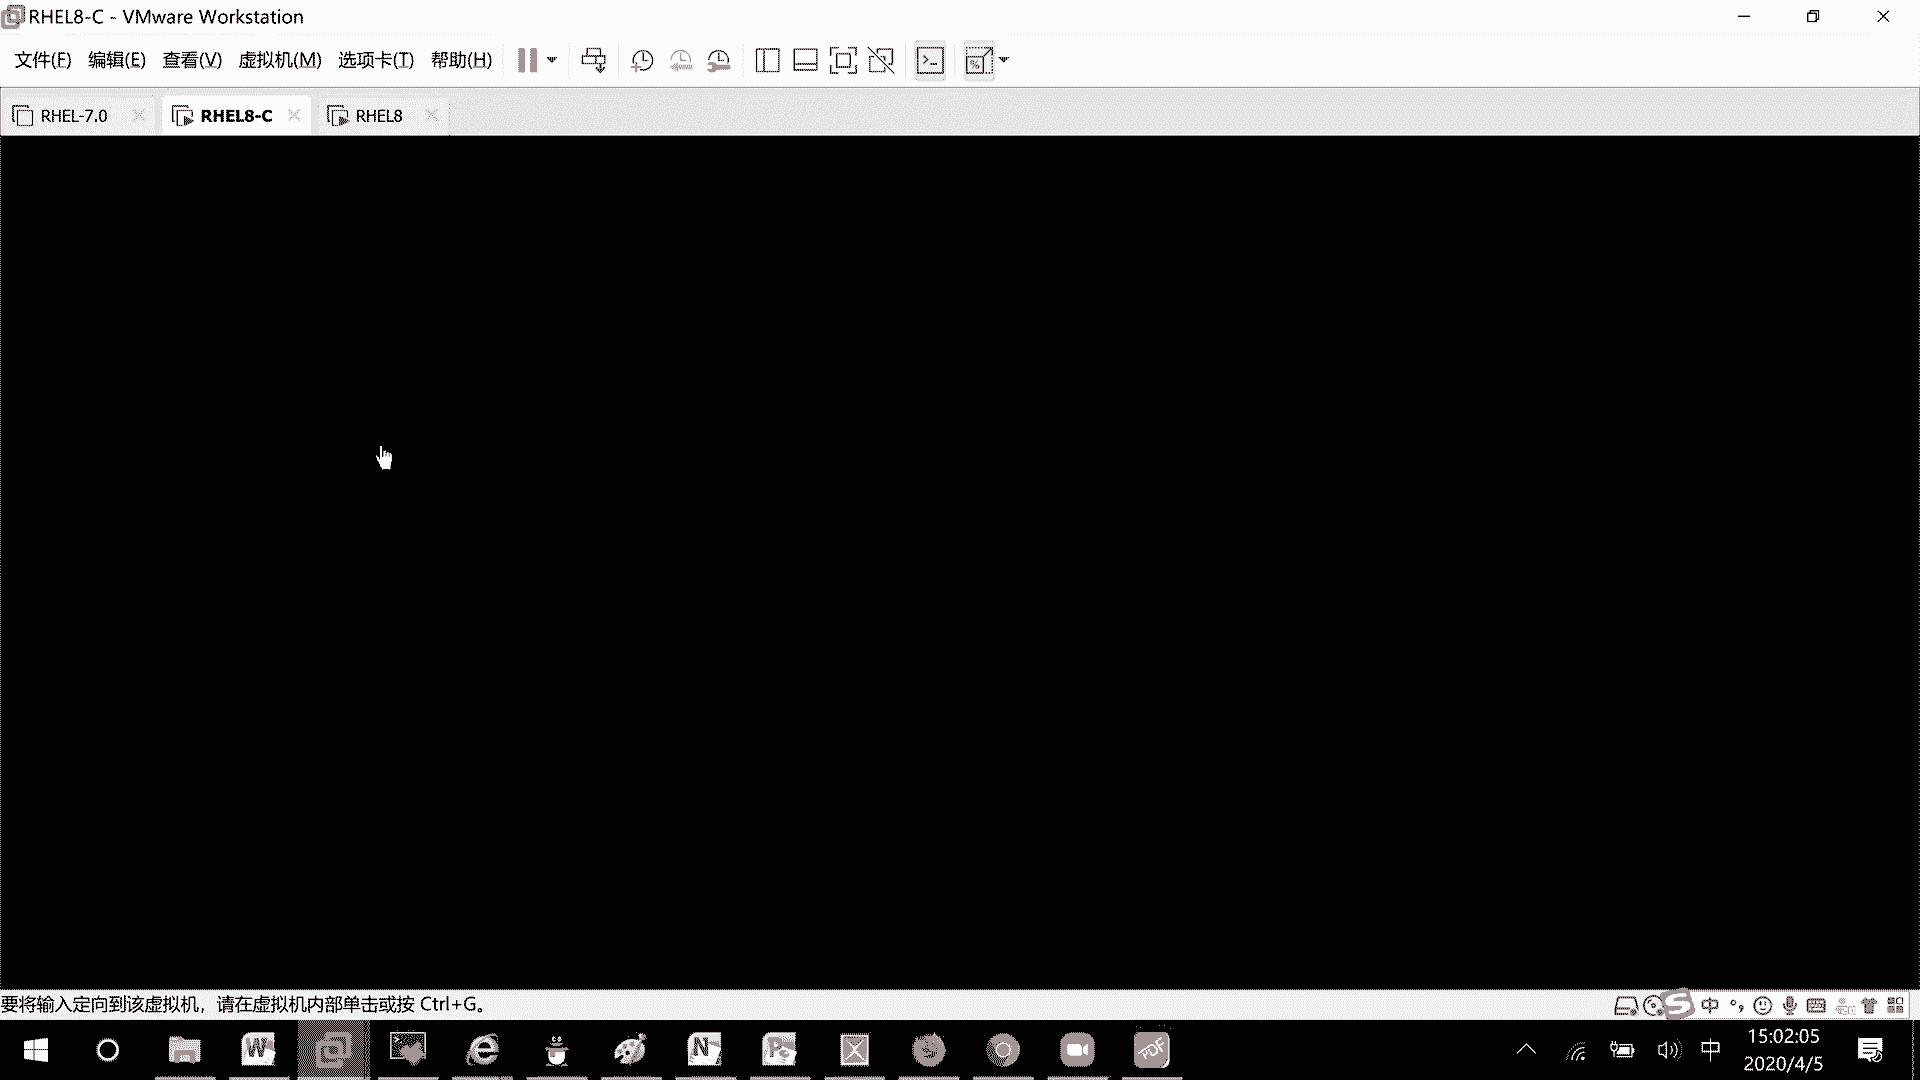 RHEL8-C - VMware Workstation
文件(F) 编辑(E) 查看(V) 虚拟机(M) 选项卡(T) 帮助(H)
RHEL-7.0 RHEL8-C RHEL8
要将输入定向到该虚拟机，请在虚拟机内部单击或按 Ctrl+G。
中
中
15:02:05
2020/4/5